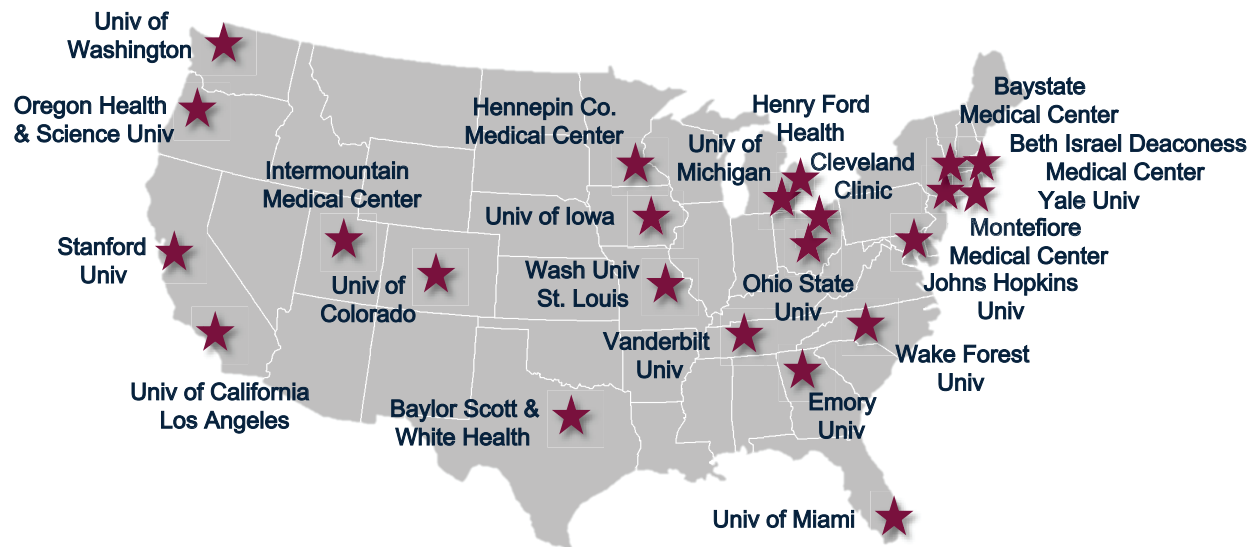 Univ of
Washington
Oregon Health
& Science Univ
Intermountain
Medical Center
Stanford
Univ
Univ of
Colorado
Univ of California
Los Angeles
Hennepin Co.
Medical Center
Univ of Iowa
Wash Univ
St. Louis
Baylor Scott &
White Health
Henry Ford
Health
Univ of
Michigan
Cleveland
Clinic
Ohio State
Univ
Vanderbilt
Univ
Baystate
Medical Center
Beth Israel Deaconess
Medical Center
Yale Univ
Montefiore
Medical Center
Johns Hopkins
Univ
Wake Forest
Univ
Emory
Univ
Univ of Miami